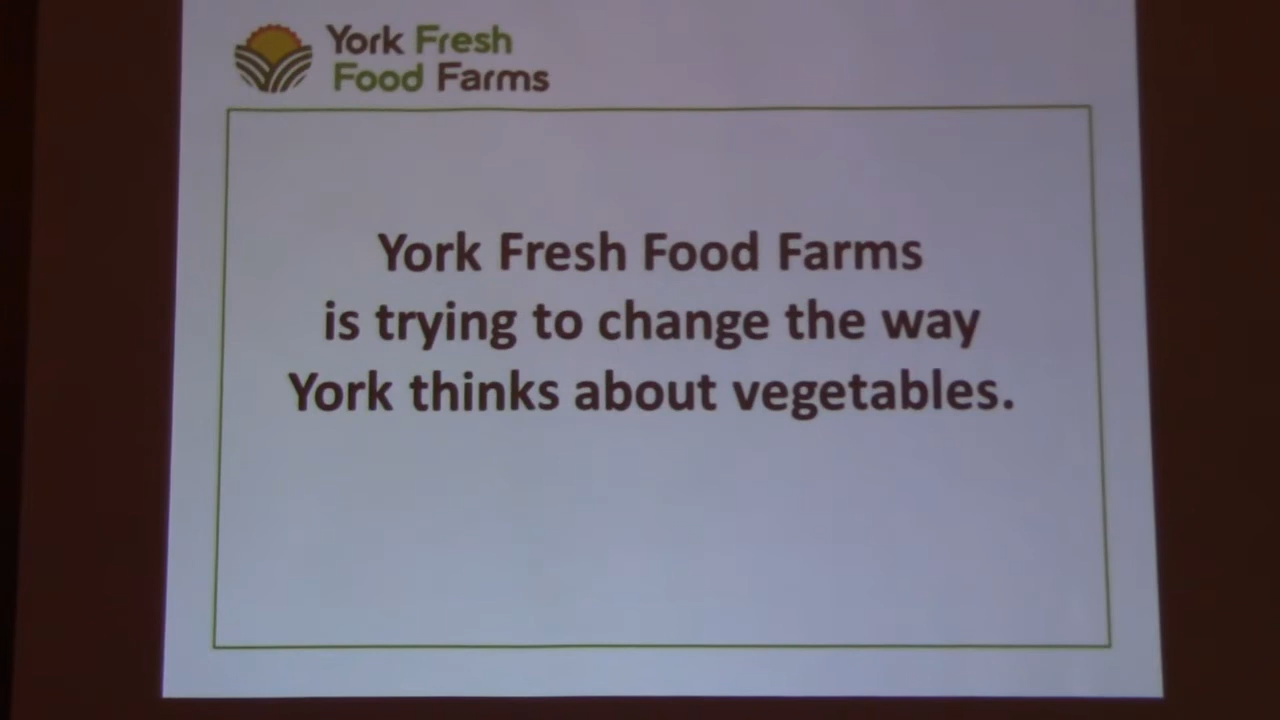 York Fresh
Food Farms
York Fresh Food Farms
is trying to change the way
York thinks about vegetables.